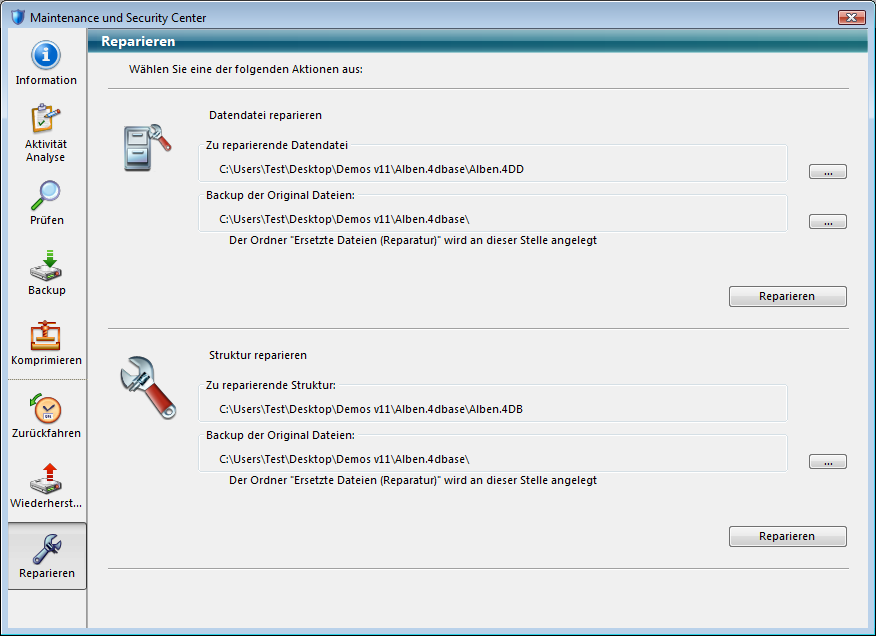 Maintenance und Security Center
Reparieren
Information
Aktivität
Analyse
Prüfen
Backup
Komprimieren
Zurückfahren
Wiederherst...
Reparieren
Wählen Sie eine der folgenden Aktionen aus:
Datendatei reparieren
Zu reparierende Datendatei
C:\Users\Test\Desktop\Demos v11\Alben.4dbase\Alben.4DD
...
Backup der Original Dateien:
C:\Users\Test\Desktop\Demos v11\Alben.4dbase\
...
Der Ordner "Ersetzte Dateien (Reparatur)" wird an dieser Stelle angelegt
Reparieren
Struktur reparieren
Zu reparierende Struktur:
C:\Users\Test\Desktop\Demos v11\Alben.4dbase\Alben.4DB
Backup der Original Dateien:
C:\Users\Test\Desktop\Demos v11\Alben.4dbase\
...
Der Ordner "Ersetzte Dateien (Reparatur)" wird an dieser Stelle angelegt
Reparieren